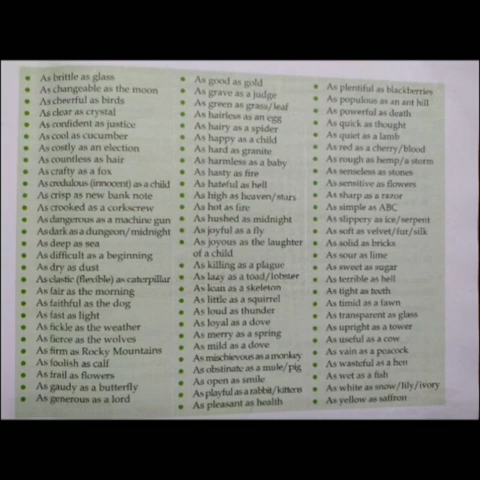 As brittle as glass
As changeable as the moon
As cheerful as birds
As clear as crystal
As confident as justice
As cool as cucumber
As costly as an election
As countless as hair
As crafty as a fox
As credulous (innocent) as a child
As crisp as new bank note
As crooked as a corkscrew
As dangerous as a machine gun
As dark as a dungeon/midnight
As deep as sea
As difficult as a beginning
As dry as dust
As elastic (flexible) as caterpillar
As fair as the morning
As faithful as the dog
As fast as light
As fickle as the weather
As fierce as the wolves
As firm as Rocky Mountains
As foolish as calf
As frail as flowers
As gaudy as a butterfly
As generous as a lord
As good as gold
As grave as a judge
As green as grass/leaf
As hairless as an egg
As hairy as a spider
As happy as a child
As hard as granite
As harmless as a baby
As hasty as fire
As hateful as hell
As high as heaven/stars
As hot as fire
As hushed as midnight
As joyful as a fly
As joyous as the laughter
of a child
As killing as a plague
As lazy as a toad/lobster
As lean as a skeleton
As little as a squirrel
As loud as thunder
As loyal as a dove
As merry as a spring
As mild as a dove
As mischievous as a monkey
As obstinate as a mule/pig
As open as smile
As playful as a rabbit/kittens
As pleasant as health
As plentiful as blackberries
As populous as an ant hill
As powerful as death
As quick as thought
As quiet as a lamb
As red as a cherry/blood
As rough as hemp/a storm
As senseless as stones
As sensitive as flowers
As sharp as a razor
As simple as ABC
As slippery as ice/serpent
As soft as velvet/fur/silk
As solid as bricks
As sour as lime
As sweet as sugar
As terrible as hell
As tight as teeth
As timid as a fawn
As transparent as glass
As upright as a tower
As useful as a cow
As vain as a peacock
As wasteful as a hen
As wet as a fish
As white as snow/lily/ivory
As yellow as saffron